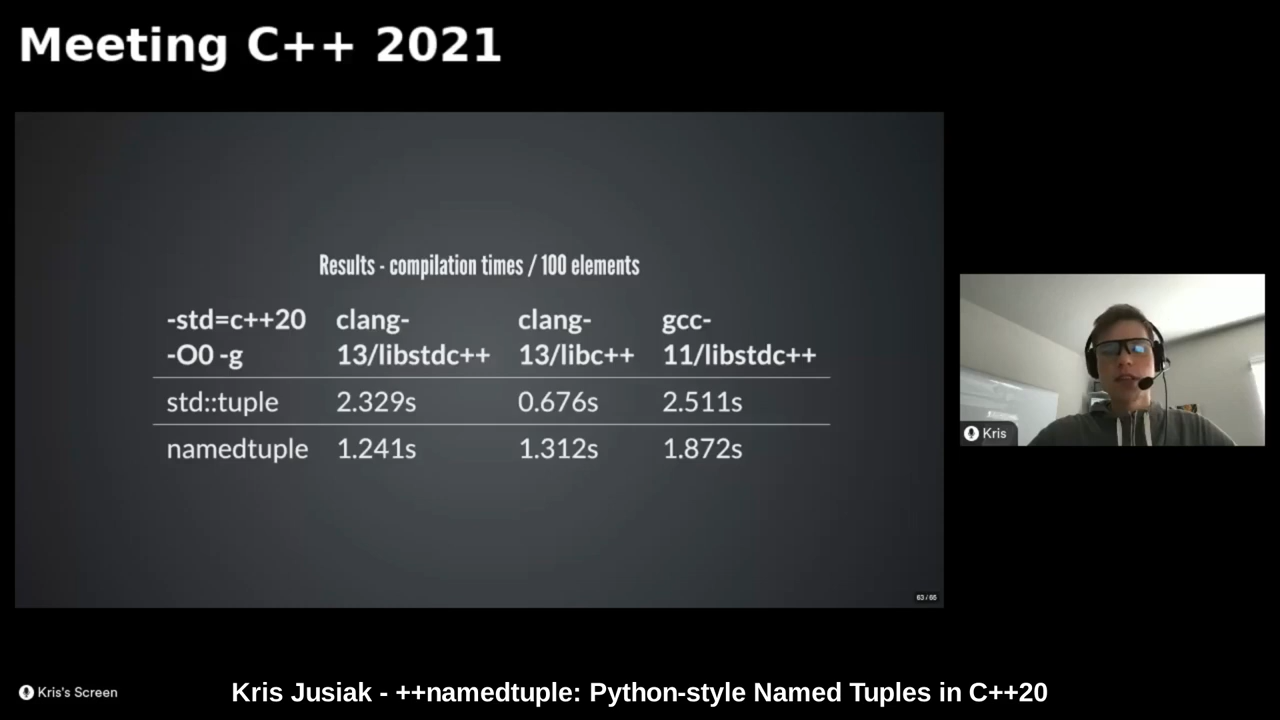 Meeting C++ 2021
Results - compilation times / 100 elements
-std=c++20 clang- clang- gcc-
-O0 -g 13/libstdc++ 13/libc++ 11/libstdc++
std::tuple 2.329s 0.676s 2.511s
namedtuple 1.241s 1.312s 1.872s
63 / 65
Kris
Kris's Screen
Kris Jusiak - ++namedtuple: Python-style Named Tuples in C++20